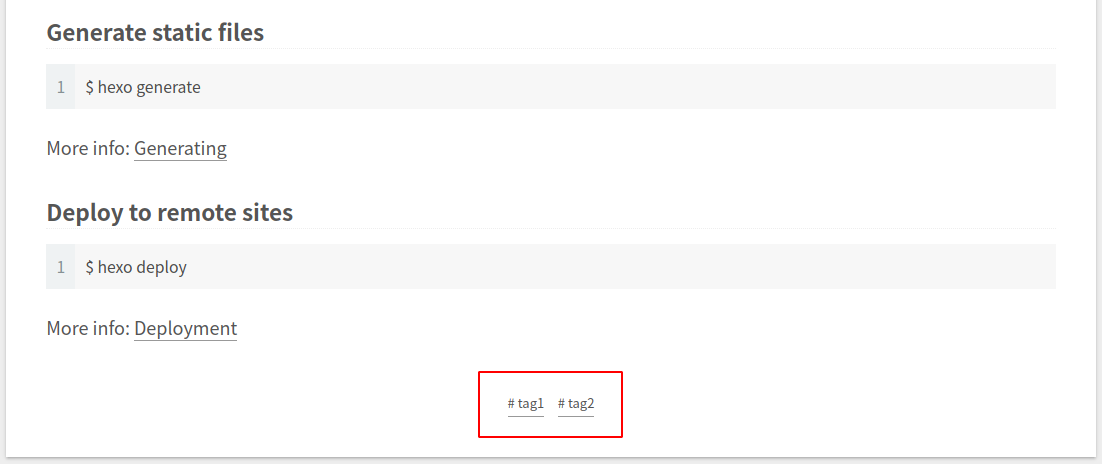 Generate static files
1 $ hexo generate
More info: Generating
Deploy to remote sites
1 $ hexo deploy
More info: Deployment
# tag1 # tag2